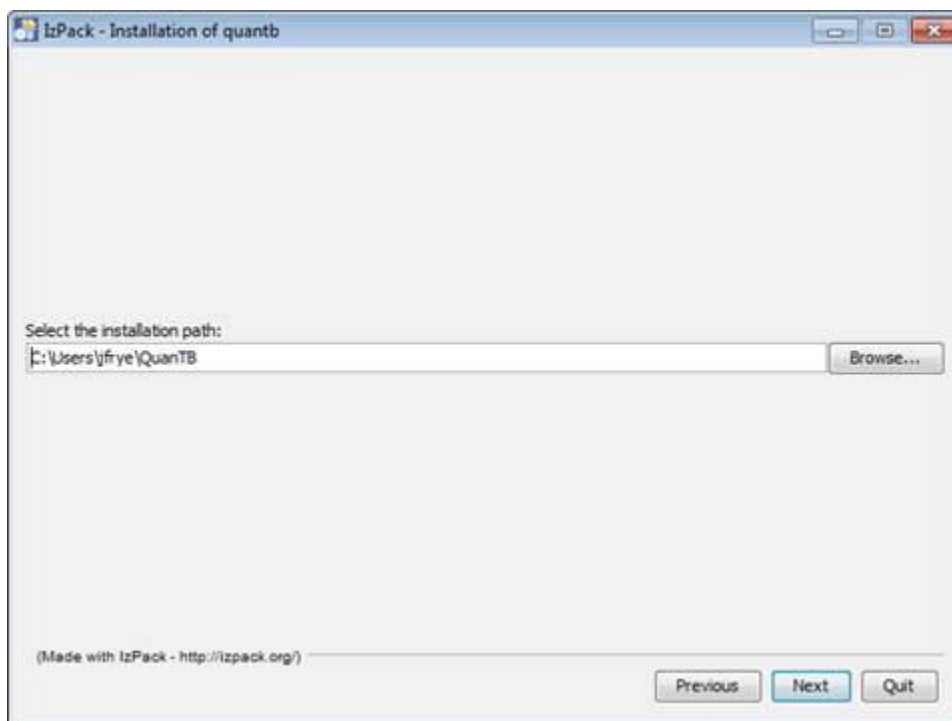 IzPack - Installation of quantb
Select the installation path:
C:\Users\jfrye\QuanTB
Browse...
(Made with IzPack - http://izpack.org/)
Previous
Next
Quit